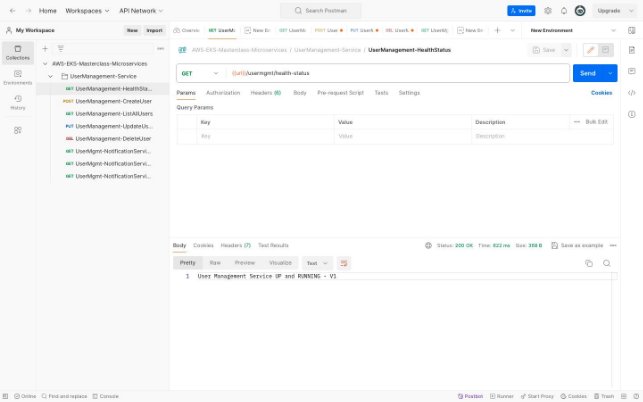 Home Workspaces API Network Search Postman Invite Upgrade
My Workspace New Import Overvie GET UserM New En GET UserM POST User PUT UserM DEL UserM GET UserM New En New Environment
Collections
Environments
History
AWS-EKS-Masterclass-Microservices
UserManagement-Service
GET UserManagement-HealthSta...
POST UserManagement-CreateUser
GET UserManagement-ListAllUsers
PUT UserManagement-UpdateUs...
DEL UserManagement-DeleteUser
GET UserMgmt-NotificationServi...
GET UserMgmt-NotificationServi...
GET UserMgmt-NotificationServi...
AWS-EKS-Masterclass-Microservices / UserManagement-Service / UserManagement-HealthStatus Save
GET {{url}}/usermgmt/health-status Send
Params Authorization Headers (6) Body Pre-request Script Tests Settings Cookies
Query Params
Key Value Description Bulk Edit
Key Value Description
Body Cookies Headers (7) Test Results Status: 200 OK Time: 823 ms Size: 358 B Save as example
Pretty Raw Preview Visualize Text
1 User Management Service UP and RUNNING - V1
Online Find and replace Console Postbot Runner Start Proxy Cookies Trash